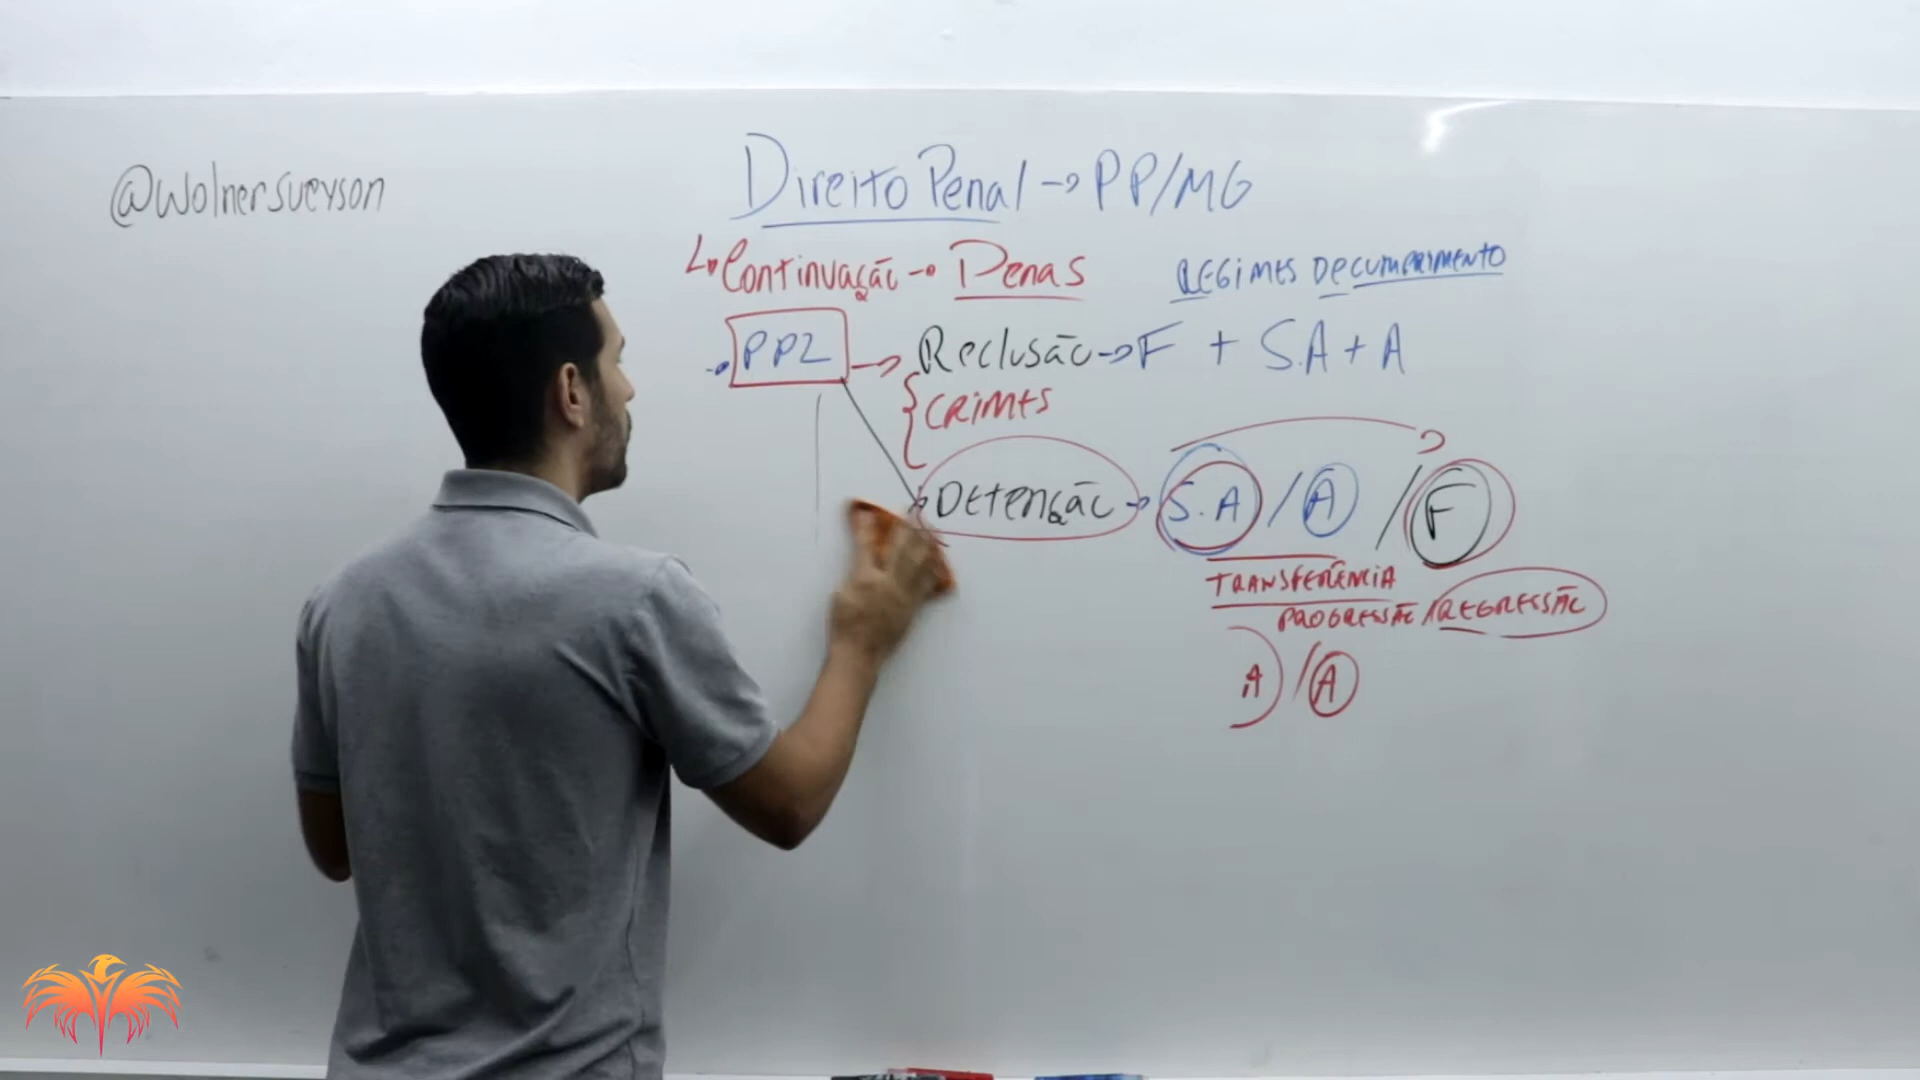 @wolnersueyson
Direito Penal → PP/MG
↳ Continuação → Penas
REGIMES DE CUMPRIMENTO
PPL → Reclusão → F + S.A + A
{ CRIMES
DETENÇÃO → S.A / A / F
TRANSFERÊNCIA
PROGRESSÃO / REGRESSÃO
A / A